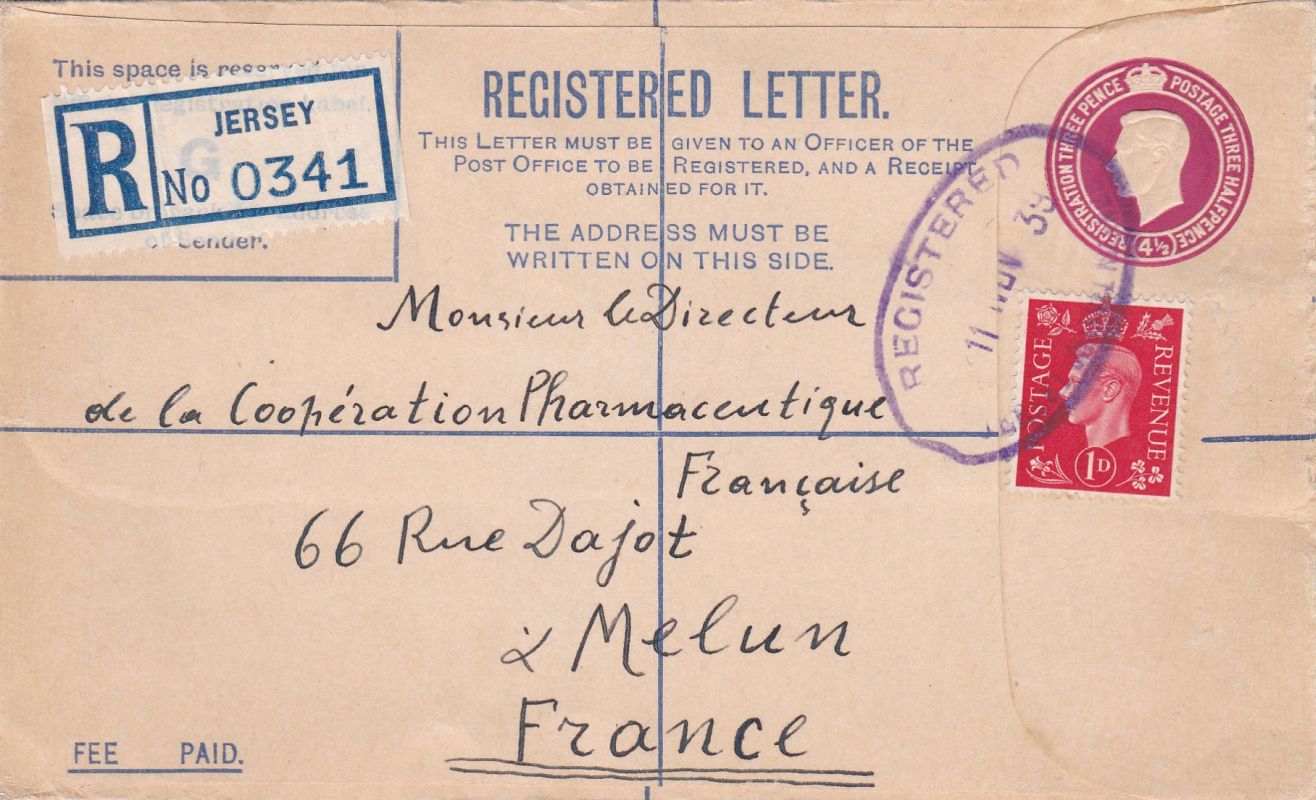 This space is
R
JERSEY
No 0341
G
of Sender.
REGISTERED LETTER.
THIS LETTER MUST BE GIVEN TO AN OFFICER OF THE
POST OFFICE TO BE REGISTERED, AND A RECEIPT
OBTAINED FOR IT.
THE ADDRESS MUST BE
WRITTEN ON THIS SIDE.
REGISTRATION THREE PENCE POSTAGE THREE HALFPENCE
4½
REGISTERED
11 NOV 39
POSTAGE
REVENUE
1D
Monsieur le Directeur
de la Coopération Pharmaceutique
Française
66 Rue Dajot
à Melun
France
FEE PAID.